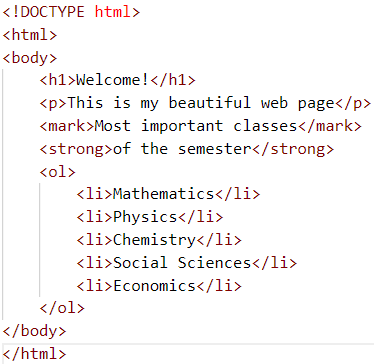 <!DOCTYPE html>
<html>
<body>
<h1>Welcome!</h1>
<p>This is my beautiful web page</p>
<mark>Most important classes</mark>
<strong>of the semester</strong>
<ol>
<li>Mathematics</li>
<li>Physics</li>
<li>Chemistry</li>
<li>Social Sciences</li>
<li>Economics</li>
</ol>
</body>
</html>